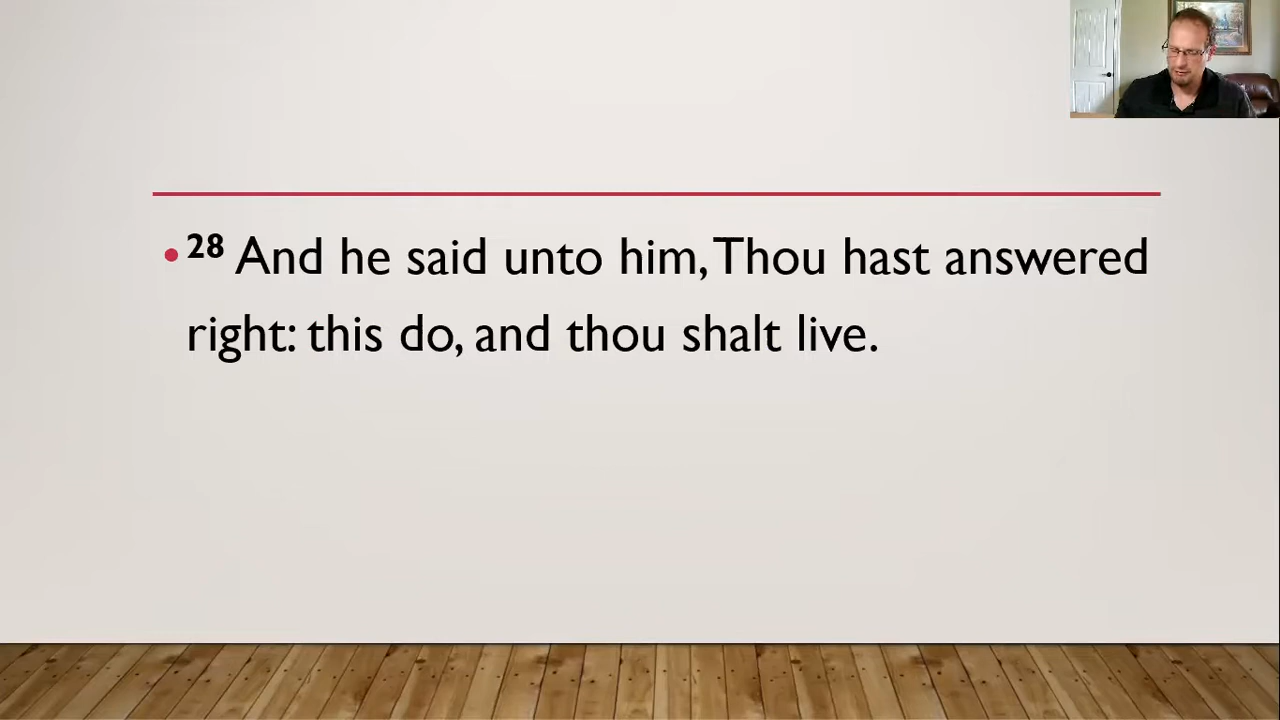 • 28 And he said unto him, Thou hast answered
right: this do, and thou shalt live.